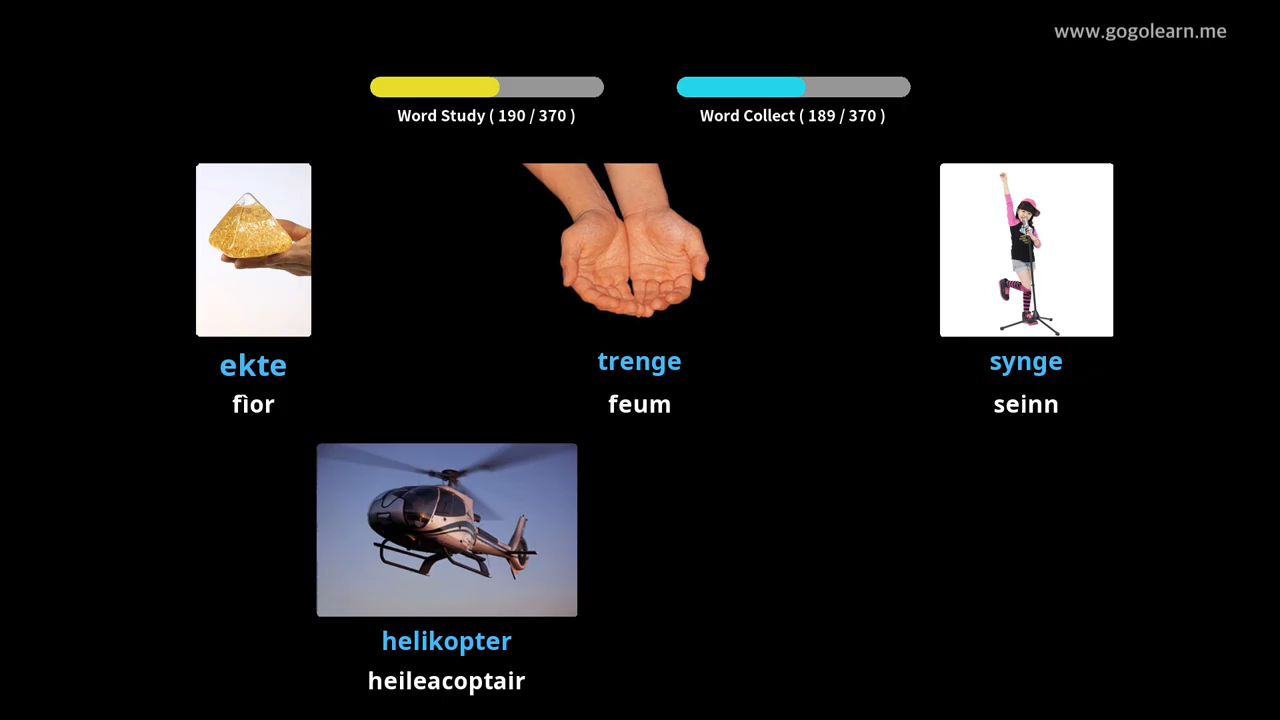 www.gogolearn.me
Word Study ( 190 / 370 )
Word Collect ( 189 / 370 )
ekte
fìor
trenge
feum
synge
seinn
helikopter
heileacoptair